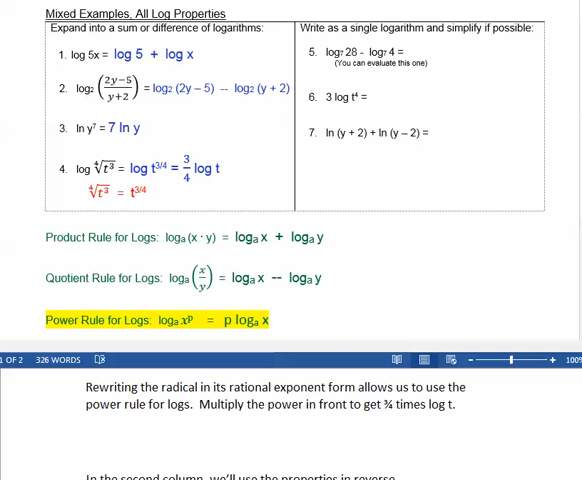 Mixed Examples, All Log Properties
Expand into a sum or difference of logarithms:
1. log 5x = log 5 + log x
2. log₂ ((2y−5)/(y+2)) = log₂ (2y – 5) -- log₂ (y + 2)
3. ln y⁷ = 7 ln y
4. log ∜t³ = log t³ᐟ⁴ = 3/4 log t
∜t³ = t³ᐟ⁴
Write as a single logarithm and simplify if possible:
5. log₇ 28 - log₇ 4 =
(You can evaluate this one)
6. 3 log t⁴ =
7. ln (y + 2) + ln (y – 2) =
Product Rule for Logs: logₐ (x · y) = logₐ x + logₐ y
Quotient Rule for Logs: logₐ (x/y) = logₐ x -- logₐ y
Power Rule for Logs: logₐ xᵖ = p logₐ x
1 OF 2 326 WORDS 100%
Rewriting the radical in its rational exponent form allows us to use the
power rule for logs. Multiply the power in front to get ¾ times log t.
In the second column, we'll use the properties in reverse